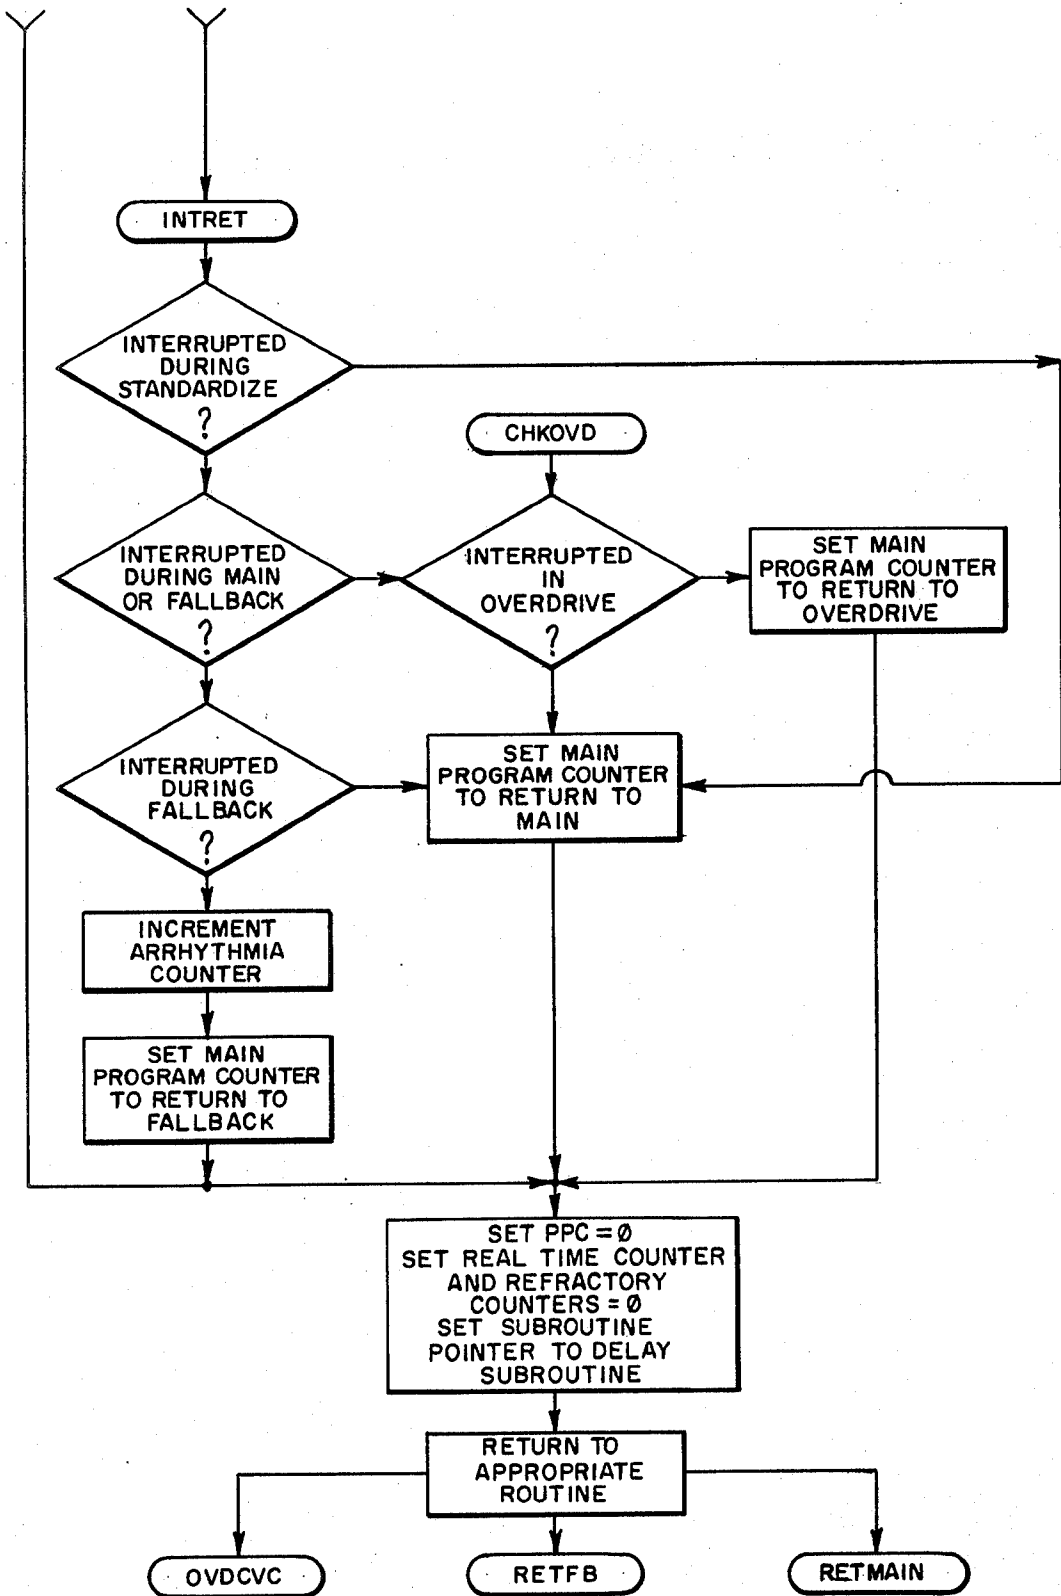 INTRET
INTERRUPTED
DURING
STANDARDIZE
?
CHKOVD
INTERRUPTED
DURING MAIN
OR FALLBACK
?
INTERRUPTED
IN
OVERDRIVE
?
SET MAIN
PROGRAM COUNTER
TO RETURN TO
OVERDRIVE
INTERRUPTED
DURING
FALLBACK
?
SET MAIN
PROGRAM COUNTER
TO RETURN TO
MAIN
INCREMENT
ARRHYTHMIA
COUNTER
SET MAIN
PROGRAM COUNTER
TO RETURN TO
FALLBACK
SET PPC = Ø
SET REAL TIME COUNTER
AND REFRACTORY
COUNTERS = Ø
SET SUBROUTINE
POINTER TO DELAY
SUBROUTINE
RETURN TO
APPROPRIATE
ROUTINE
OVDCVC
RETFB
RETMAIN